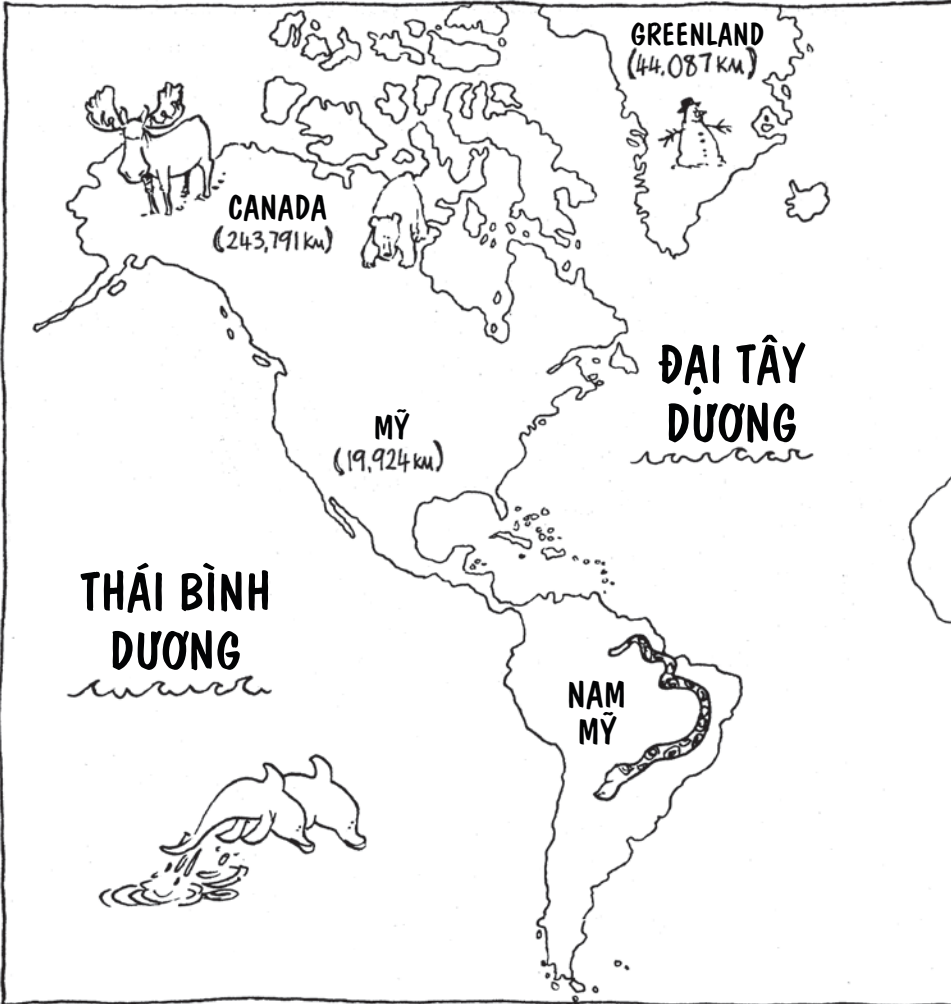 GREENLAND
(44,087 KM)
CANADA
(243,791 KM)
ĐẠI TÂY
DƯƠNG
MỸ
(19,924 KM)
THÁI BÌNH
DƯƠNG
NAM
MỸ